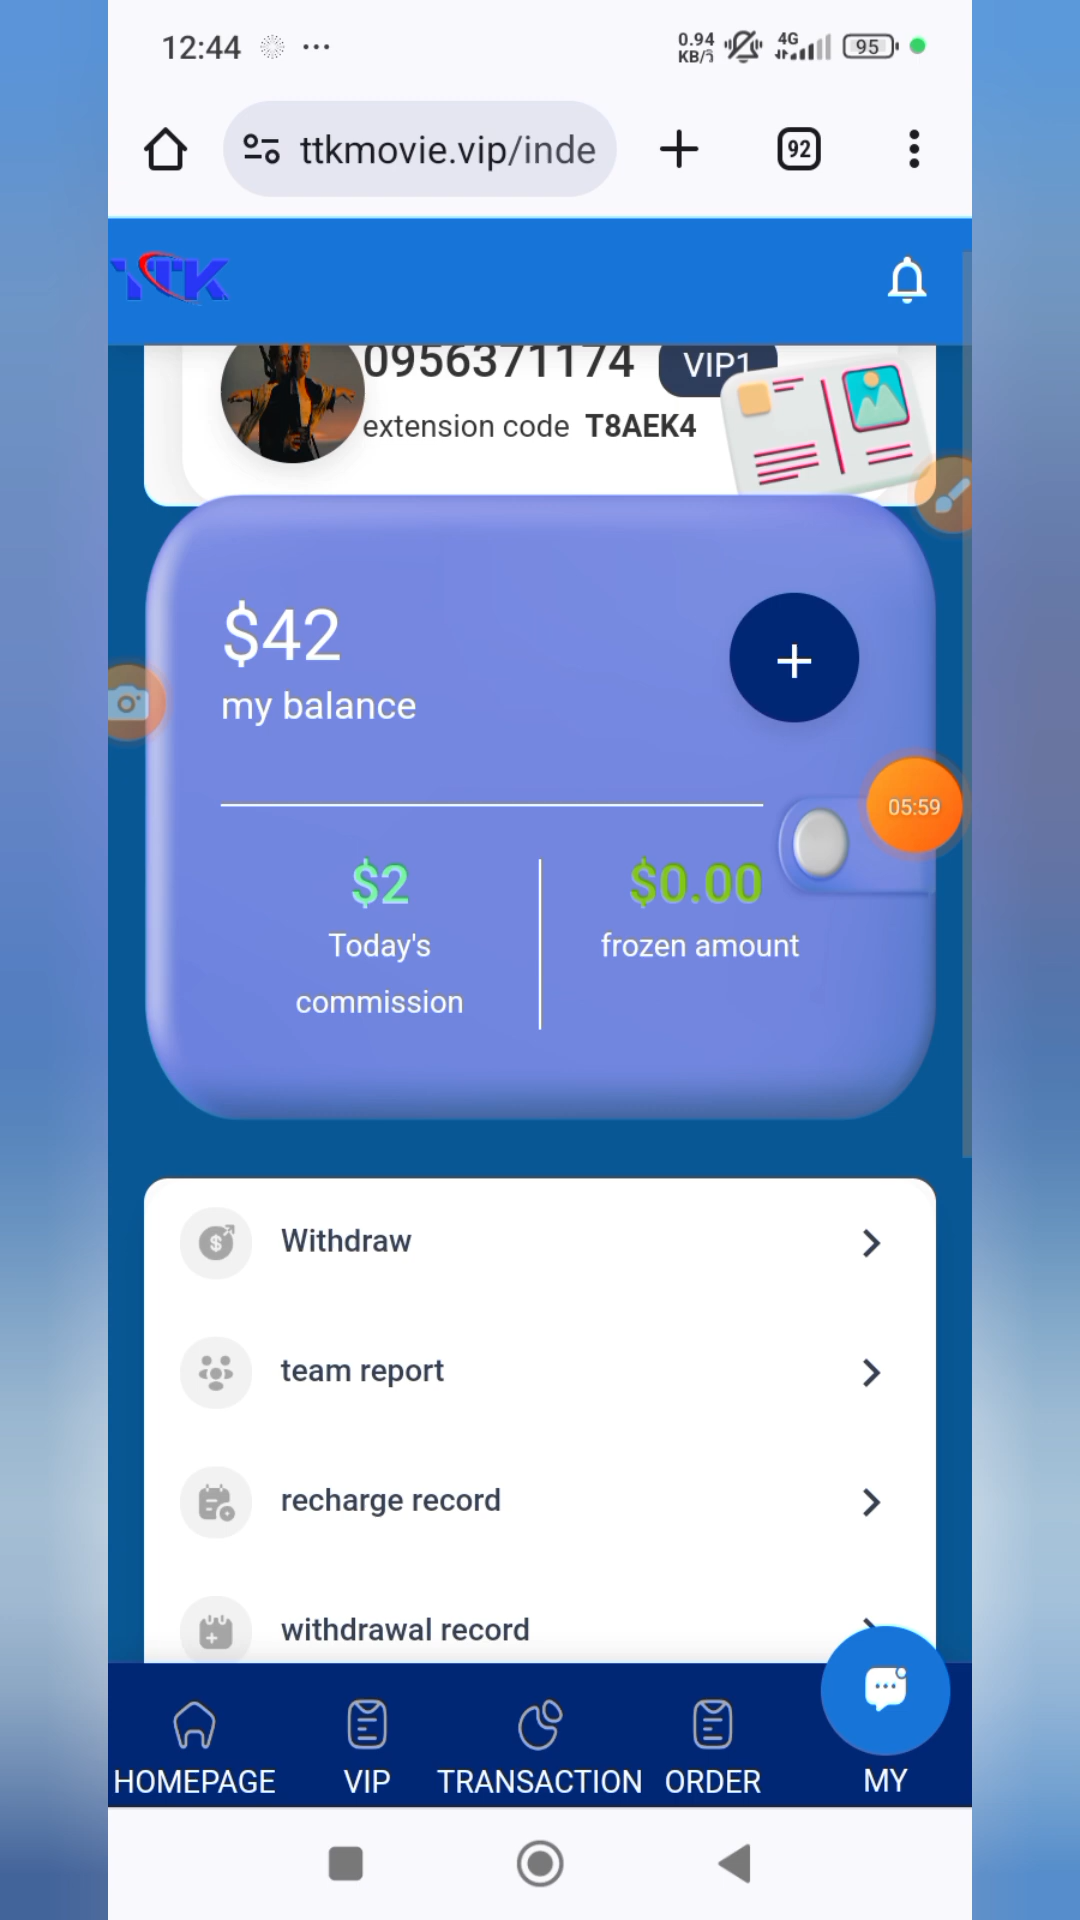 12:44
0.94
KB/วิ
4G
95
ttkmovie.vip/inde
92
TTK
0956371174
VIP1
extension code T8AEK4
$42
my balance
05:59
$2
$0.00
Today's
commission
frozen amount
Withdraw
team report
recharge record
withdrawal record
HOMEPAGE
VIP
TRANSACTION
ORDER
MY